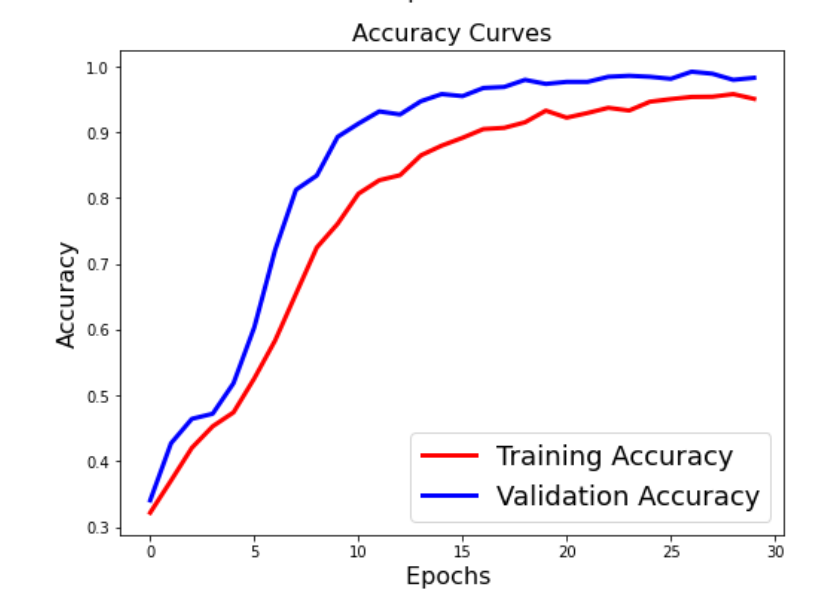 Accuracy Curves
1.0
0.9
0.8
0.7
0.6
0.5
0.4
0.3
Accuracy
Training Accuracy
Validation Accuracy
0 5 10 15 20 25 30
Epochs